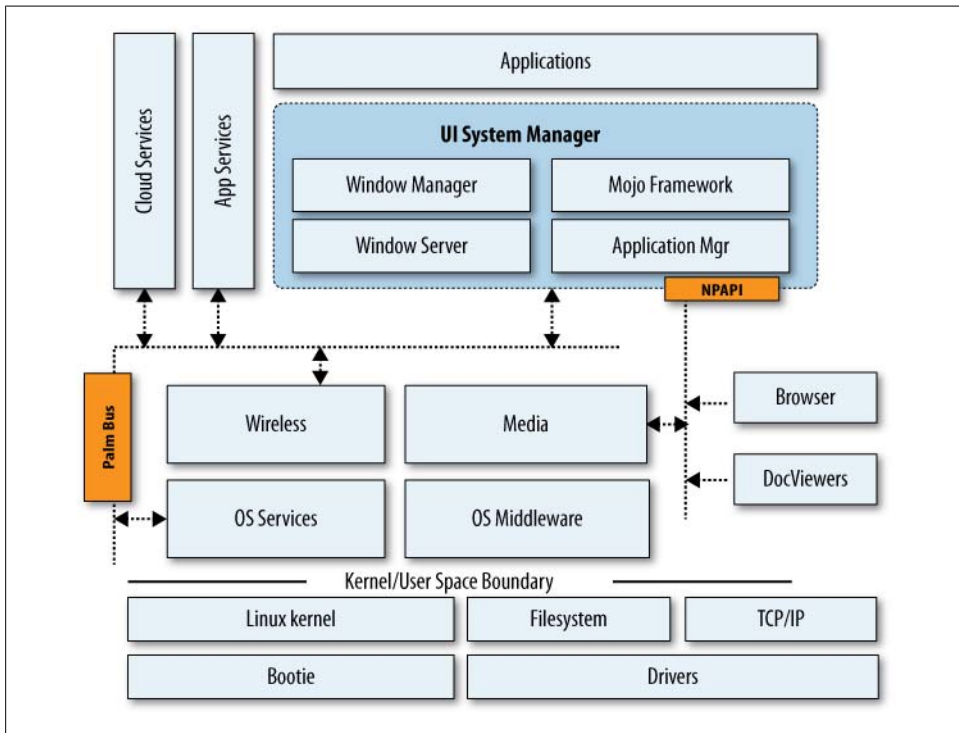 Cloud Services
App Services
Applications
UI System Manager
Window Manager
Mojo Framework
Window Server
Application Mgr
NPAPI
Palm Bus
Wireless
Media
Browser
OS Services
OS Middleware
DocViewers
Kernel/User Space Boundary
Linux kernel
Filesystem
TCP/IP
Bootie
Drivers